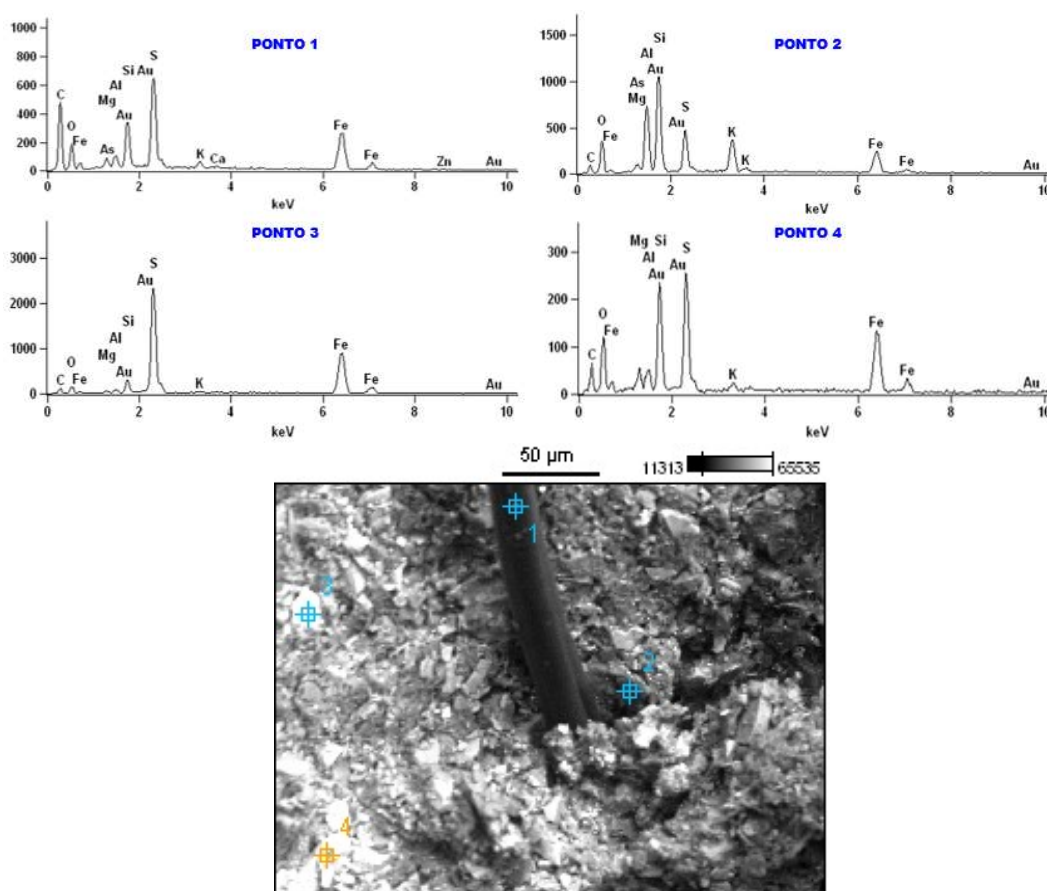 PONTO 1
1000
800
600
400
200
0
C
O
Fe
As
Mg
Al
Si
Au
Au
S
K
Ca
Fe
Fe
Zn
Au
0 2 4 6 8 10
keV
PONTO 2
1500
1000
500
0
C
O
Fe
As
Mg
Al
Si
Au
Au
S
K
K
Fe
Fe
Au
0 2 4 6 8 10
keV
PONTO 3
3000
2000
1000
0
C
O
Fe
Mg
Al
Si
Au
Au
S
K
Fe
Fe
Au
0 2 4 6 8 10
keV
PONTO 4
300
200
100
0
C
O
Fe
Mg
Al
Si
Au
Au
S
K
Fe
Fe
Au
0 2 4 6 8 10
keV
50 µm
11313 65535
1
3
2
4